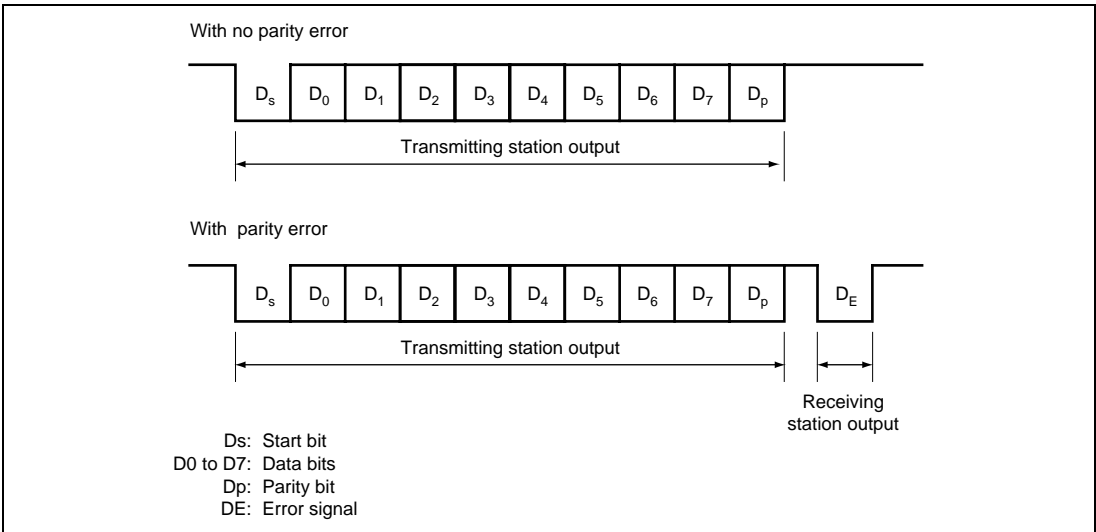 With no parity error
Ds D0 D1 D2 D3 D4 D5 D6 D7 Dp
Transmitting station output
With parity error
Ds D0 D1 D2 D3 D4 D5 D6 D7 Dp DE
Transmitting station output
Receiving
station output
Ds: Start bit
D0 to D7: Data bits
Dp: Parity bit
DE: Error signal